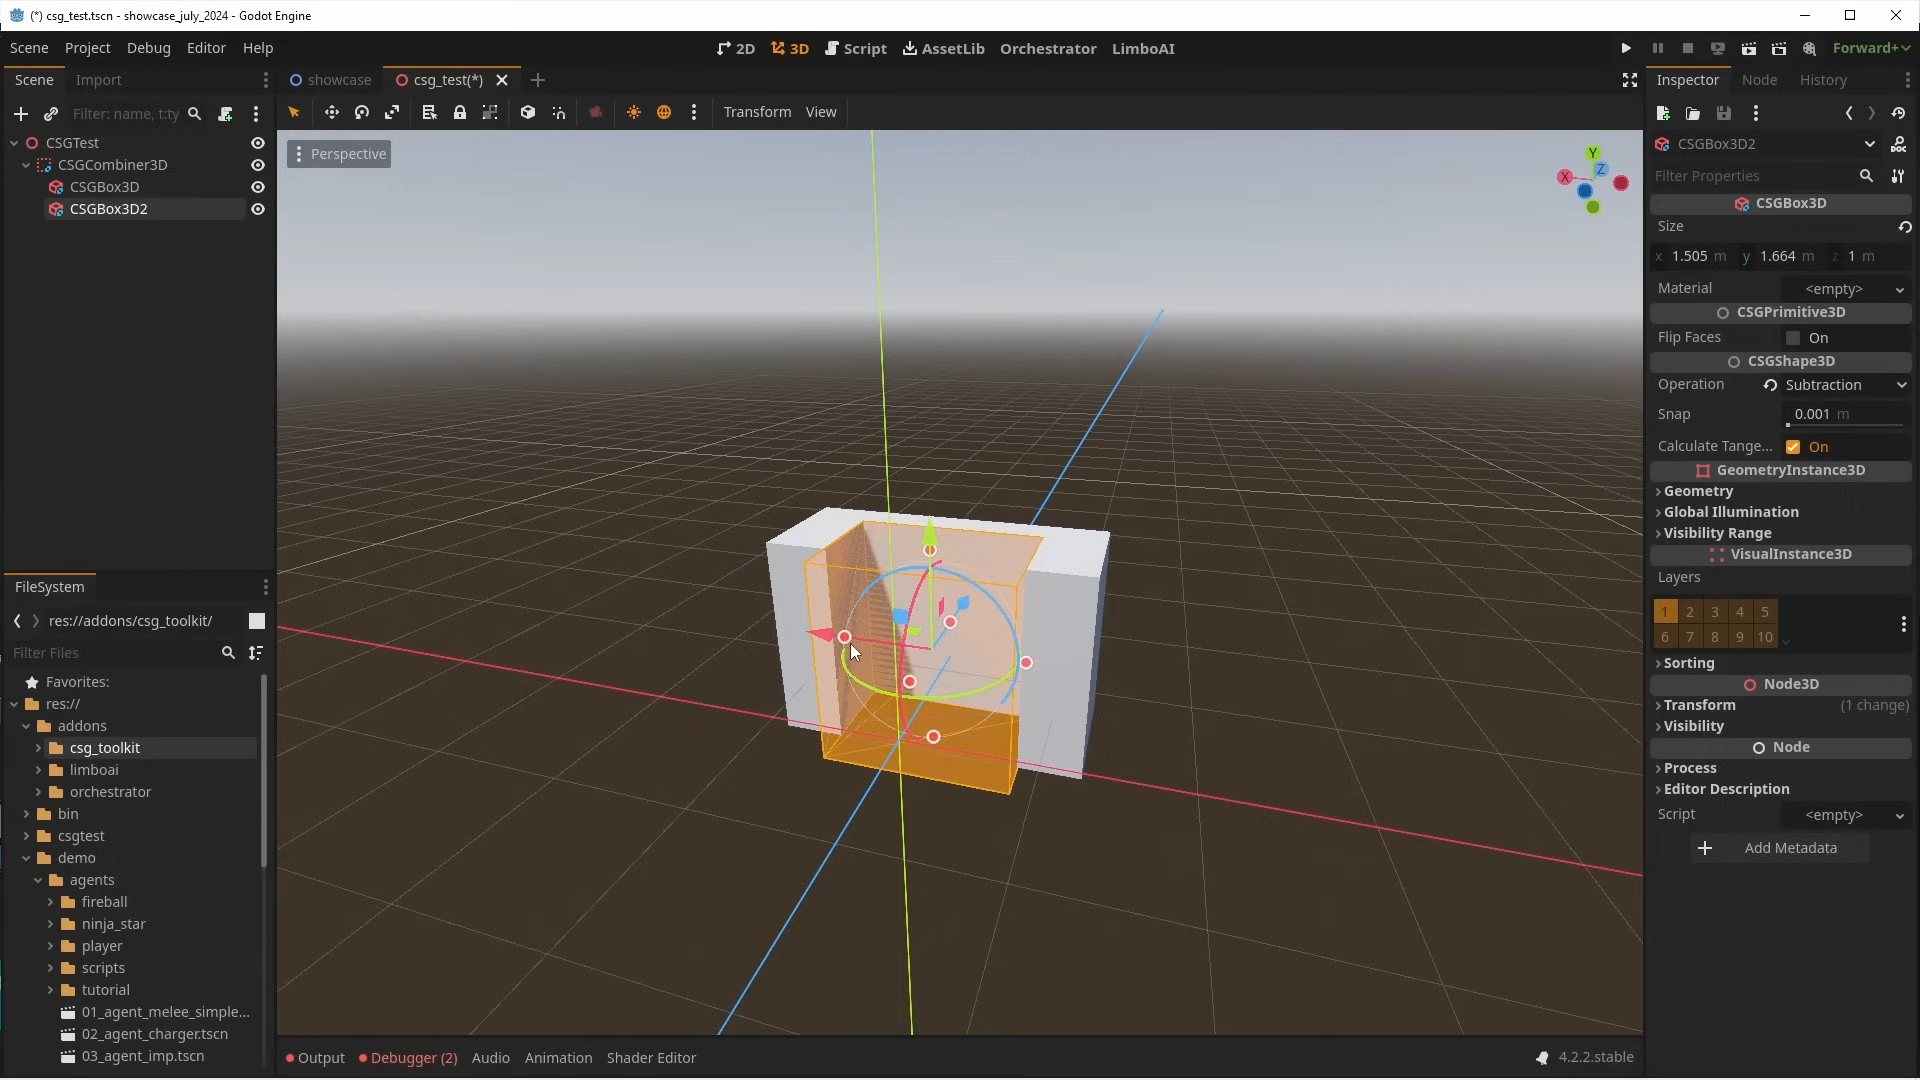 (*) csg_test.tscn - showcase_july_2024 - Godot Engine
Scene Project Debug Editor Help
2D 3D Script AssetLib Orchestrator LimboAI
Forward+
Scene Import
Filter: name, t:ty
CSGTest
CSGCombiner3D
CSGBox3D
CSGBox3D2
FileSystem
res://addons/csg_toolkit/
Filter Files
Favorites:
res://
addons
csg_toolkit
limboai
orchestrator
bin
csgtest
demo
agents
fireball
ninja_star
player
scripts
tutorial
01_agent_melee_simple...
02_agent_charger.tscn
03_agent_imp.tscn
showcase csg_test(*)
Transform View
Perspective
Y
Z
X
Output Debugger (2) Audio Animation Shader Editor
4.2.2.stable
Inspector Node History
CSGBox3D2
Filter Properties
CSGBox3D
Size
x 1.505 m y 1.664 m z 1 m
Material <empty>
CSGPrimitive3D
Flip Faces On
CSGShape3D
Operation Subtraction
Snap 0.001 m
Calculate Tange... On
GeometryInstance3D
Geometry
Global Illumination
Visibility Range
VisualInstance3D
Layers
1 2 3 4 5
6 7 8 9 10
Sorting
Node3D
Transform (1 change)
Visibility
Node
Process
Editor Description
Script <empty>
Add Metadata